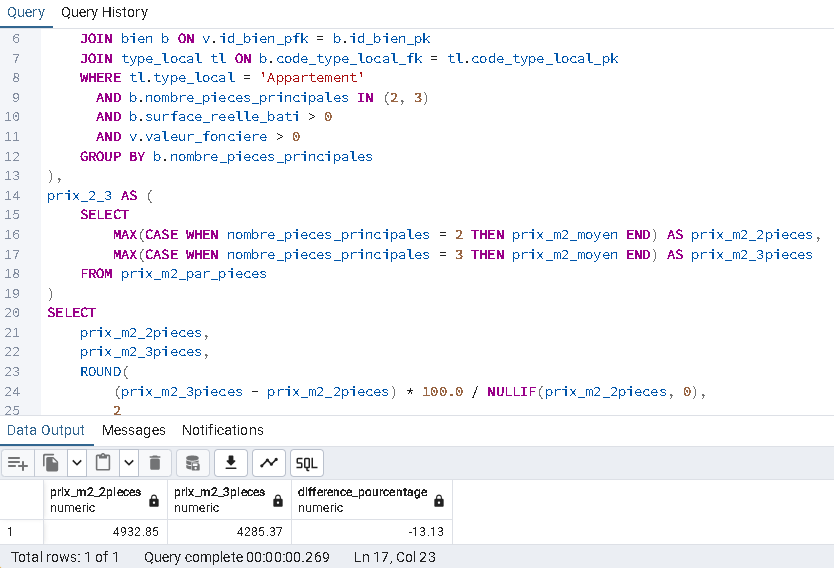 Query Query History
6 JOIN bien b ON v.id_bien_pfk = b.id_bien_pk
7 JOIN type_local tl ON b.code_type_local_fk = tl.code_type_local_pk
8 WHERE tl.type_local = 'Appartement'
9 AND b.nombre_pieces_principales IN (2, 3)
10 AND b.surface_reelle_bati > 0
11 AND v.valeur_fonciere > 0
12 GROUP BY b.nombre_pieces_principales
13 ),
14 prix_2_3 AS (
15 SELECT
16 MAX(CASE WHEN nombre_pieces_principales = 2 THEN prix_m2_moyen END) AS prix_m2_2pieces,
17 MAX(CASE WHEN nombre_pieces_principales = 3 THEN prix_m2_moyen END) AS prix_m2_3pieces
18 FROM prix_m2_par_pieces
19 )
20 SELECT
21 prix_m2_2pieces,
22 prix_m2_3pieces,
23 ROUND(
24 (prix_m2_3pieces - prix_m2_2pieces) * 100.0 / NULLIF(prix_m2_2pieces, 0),
25 2
Data Output Messages Notifications
SQL
prix_m2_2pieces prix_m2_3pieces difference_pourcentage
numeric numeric numeric
1 4932.85 4285.37 -13.13
Total rows: 1 of 1 Query complete 00:00:00.269 Ln 17, Col 23